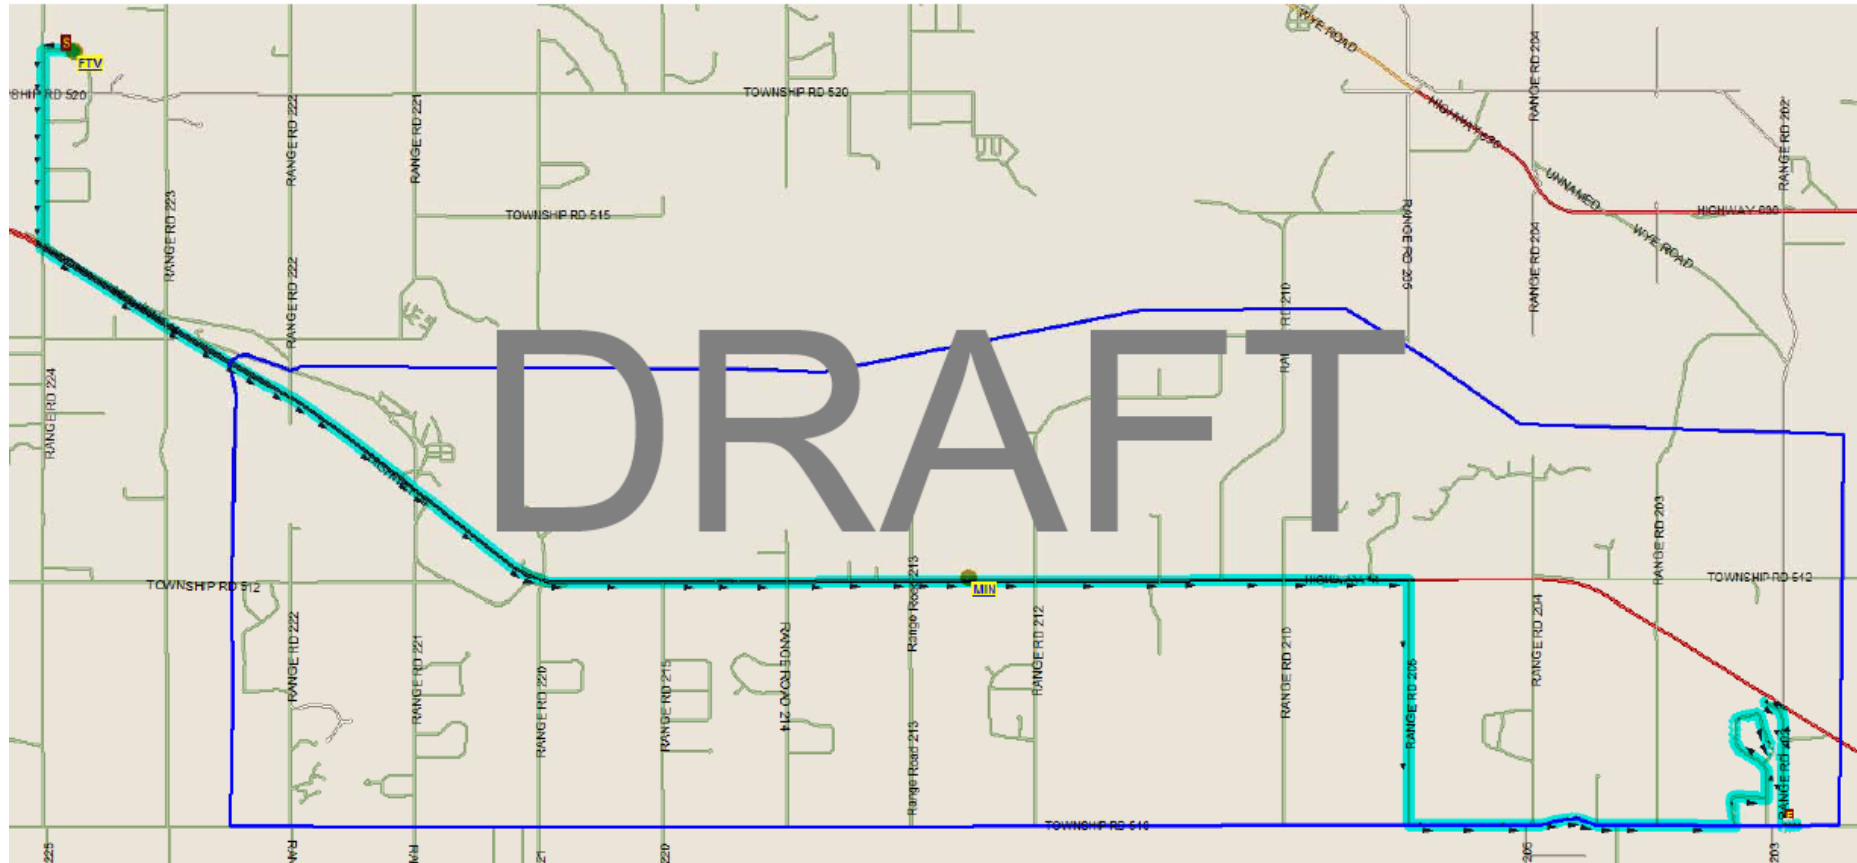 S
FTV
WYE ROAD
TOWNSHIP RD 520
RANGE RD 222
RANGE RD 221
HIGHWAY 630
RANGE RD 204
RANGE RD 202
UNNAMED
RANGE RD 223
TOWNSHIP RD 515
RANGE RD 205
RANGE RD 204
HIGHWAY 630
WYE ROAD
RANGE RD 222
DRAFT
RANGE RD 224
RANGE RD 203
TOWNSHIP RD 512
MIN
TOWNSHIP RD 512
RANGE RD 222
RANGE RD 221
RANGE RD 220
RANGE RD 215
RANGE ROAD 214
Range Road 213
RANGE RD 212
RANGE RD 210
RANGE RD 205
RANGE RD 204
Range Road 213
RANGE RD 203
E
TOWNSHIP RD 510
225
21
220
205
203